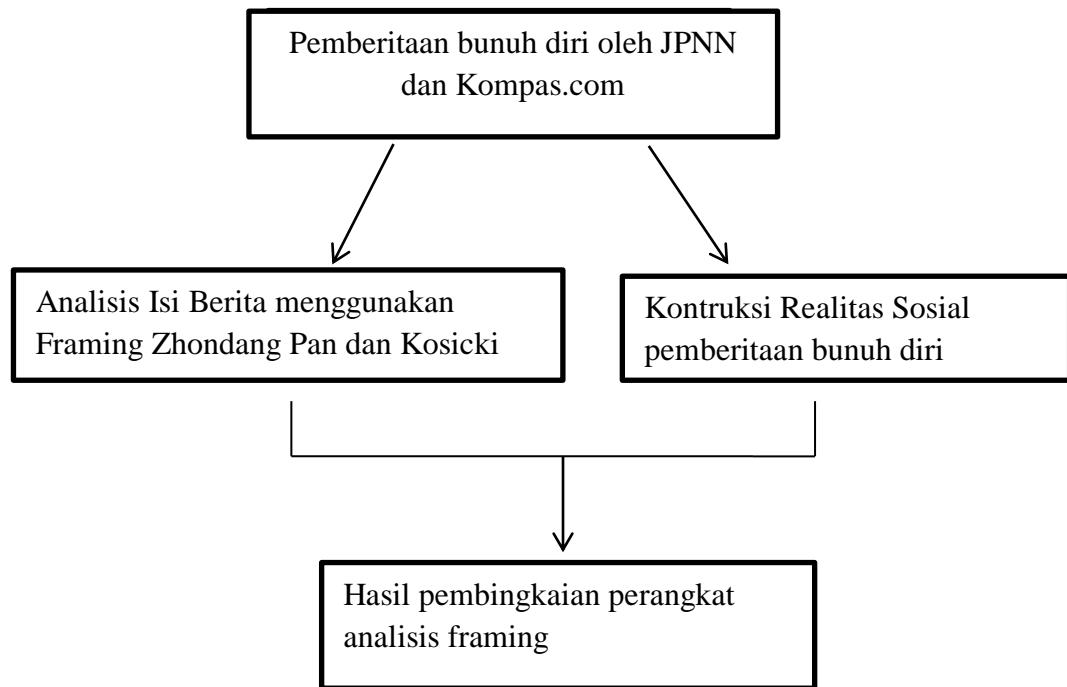 Pemberitaan bunuh diri oleh JPNN
dan Kompas.com
Analisis Isi Berita menggunakan
Framing Zhondang Pan dan Kosicki
Kontruksi Realitas Sosial
pemberitaan bunuh diri
Hasil pembingkaian perangkat
analisis framing